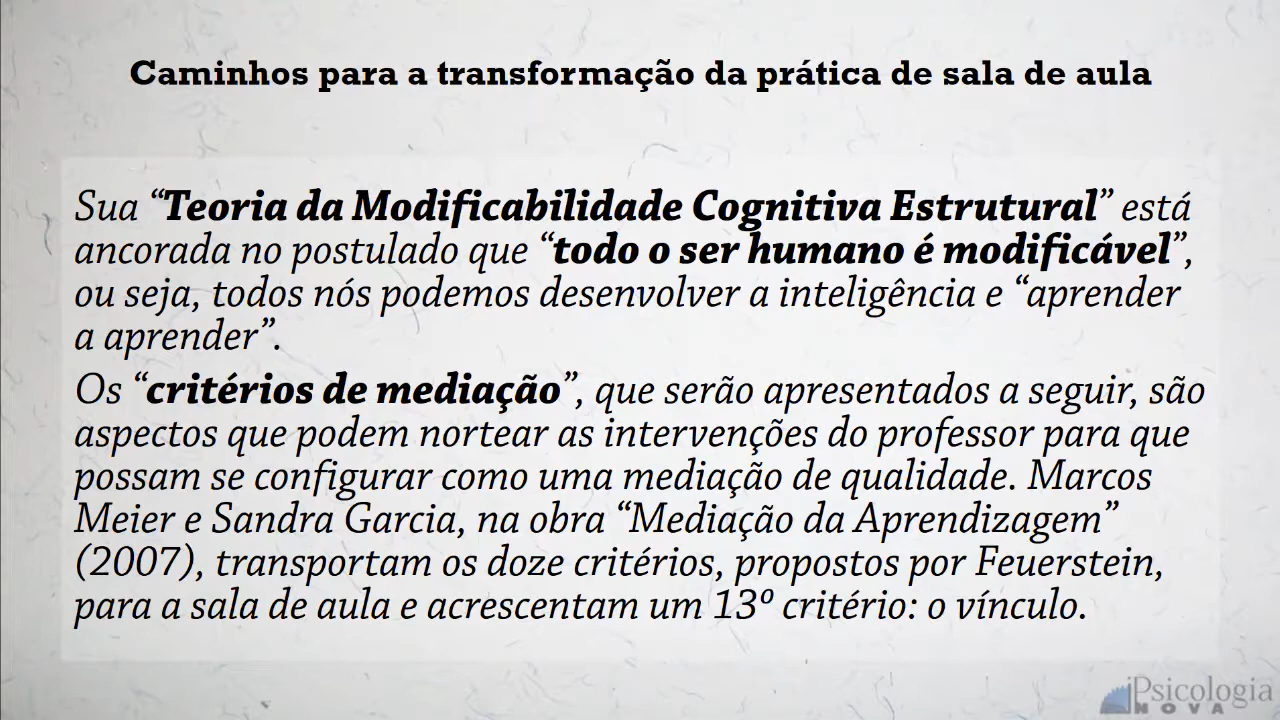 Caminhos para a transformação da prática de sala de aula
Sua “Teoria da Modificabilidade Cognitiva Estrutural” está
ancorada no postulado que “todo o ser humano é modificável”,
ou seja, todos nós podemos desenvolver a inteligência e “aprender
a aprender”.
Os “critérios de mediação”, que serão apresentados a seguir, são
aspectos que podem nortear as intervenções do professor para que
possam se configurar como uma mediação de qualidade. Marcos
Meier e Sandra Garcia, na obra “Mediação da Aprendizagem”
(2007), transportam os doze critérios, propostos por Feuerstein,
para a sala de aula e acrescentam um 13º critério: o vínculo.
Psicologia
NOVA